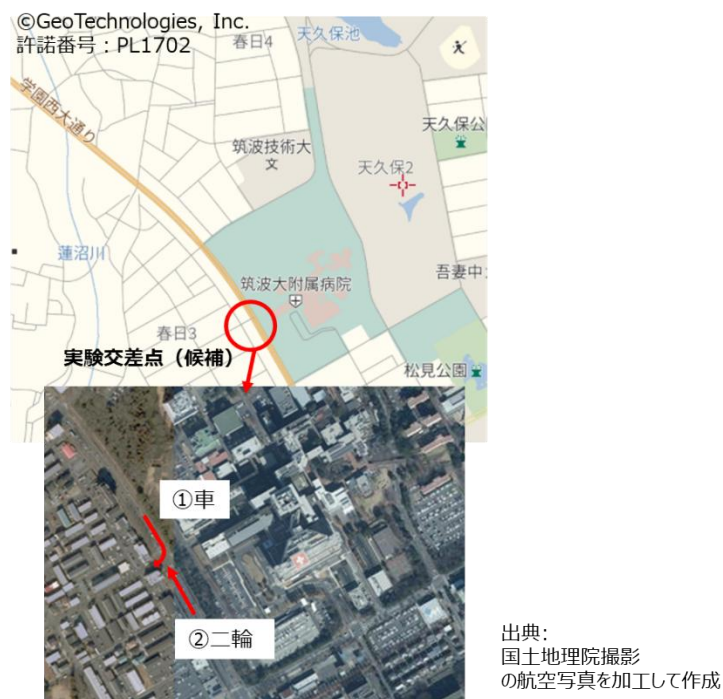 ©GeoTechnologies, Inc.
許諾番号：PL1702
春日4
天久保池
学園西大通り
天久保公
筑波技術大
文
天久保2
蓮沼川
吾妻中
筑波大附属病院
春日3
実験交差点（候補）
松見公園
①車
②二輪
出典：
国土地理院撮影
の航空写真を加工して作成